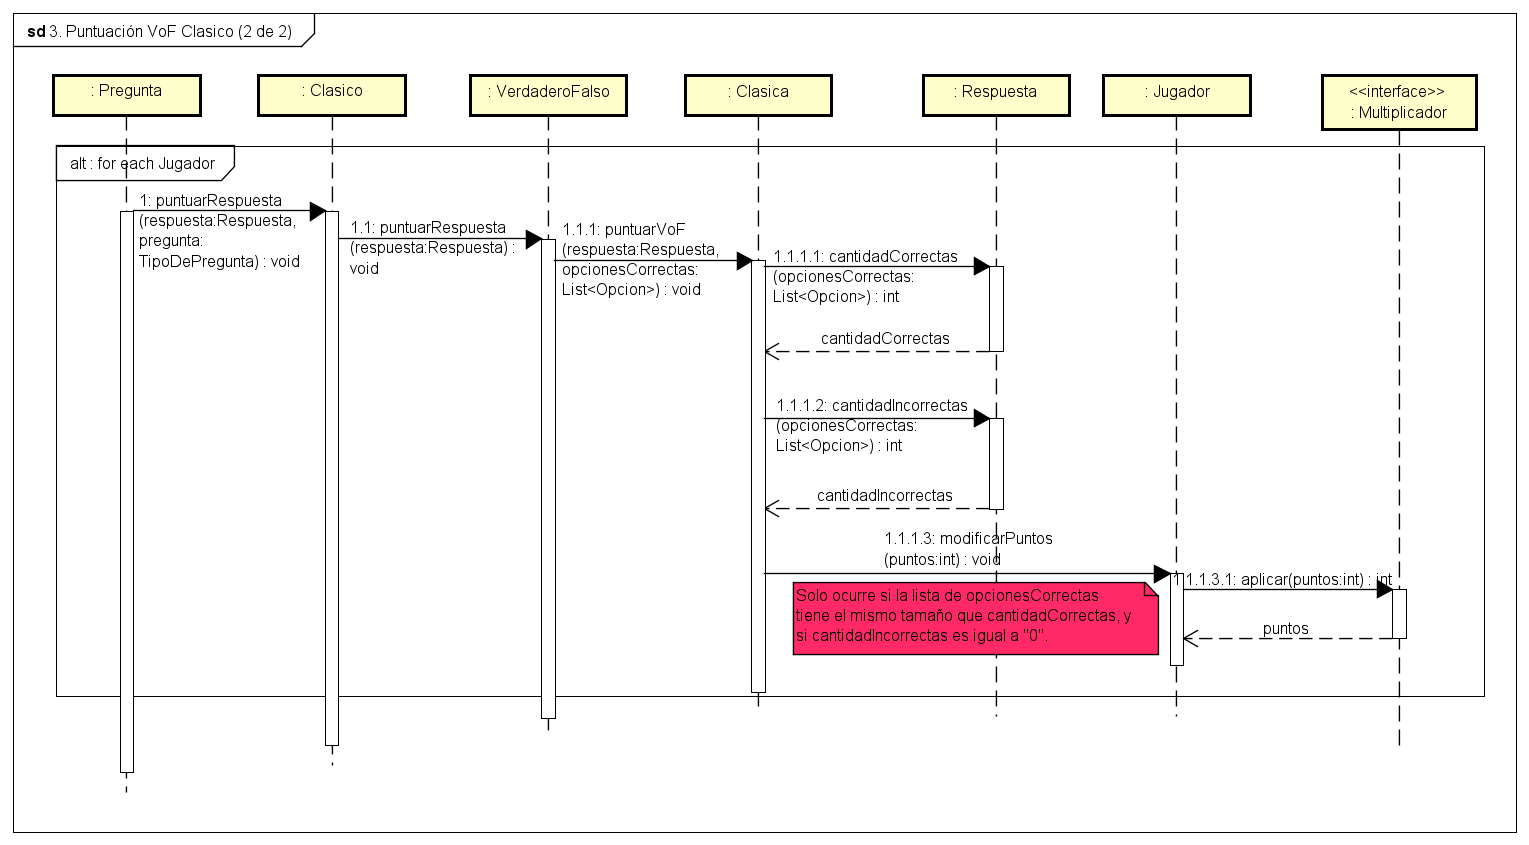 sd 3. Puntuación VoF Clasico (2 de 2)
: Pregunta
: Clasico
: VerdaderoFalso
: Clasica
: Respuesta
: Jugador
<<interface>>
: Multiplicador
alt : for each Jugador
1: puntuarRespuesta
(respuesta:Respuesta,
pregunta:
TipoDePregunta) : void
1.1: puntuarRespuesta
(respuesta:Respuesta) :
void
1.1.1: puntuarVoF
(respuesta:Respuesta,
opcionesCorrectas:
List<Opcion>) : void
1.1.1.1: cantidadCorrectas
(opcionesCorrectas:
List<Opcion>) : int
cantidadCorrectas
1.1.1.2: cantidadIncorrectas
(opcionesCorrectas:
List<Opcion>) : int
cantidadIncorrectas
1.1.1.3: modificarPuntos
(puntos:int) : void
1.1.1.3.1: aplicar(puntos:int) : int
Solo ocurre si la lista de opcionesCorrectas
tiene el mismo tamaño que cantidadCorrectas, y
si cantidadIncorrectas es igual a "0".
puntos